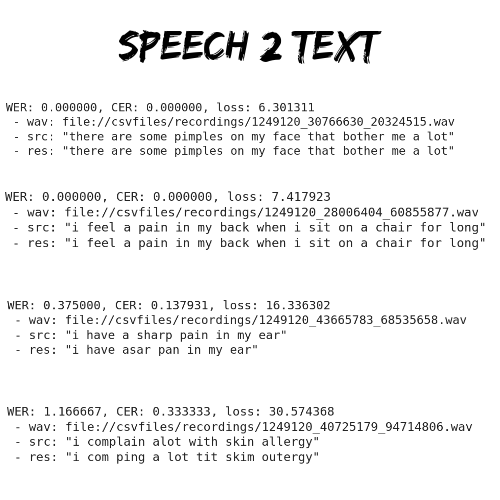 SPEECH 2 TEXT
WER: 0.000000, CER: 0.000000, loss: 6.301311
- wav: file://csvfiles/recordings/1249120_30766630_20324515.wav
- src: "there are some pimples on my face that bother me a lot"
- res: "there are some pimples on my face that bother me a lot"
WER: 0.000000, CER: 0.000000, loss: 7.417923
- wav: file://csvfiles/recordings/1249120_28006404_60855877.wav
- src: "i feel a pain in my back when i sit on a chair for long"
- res: "i feel a pain in my back when i sit on a chair for long"
WER: 0.375000, CER: 0.137931, loss: 16.336302
- wav: file://csvfiles/recordings/1249120_43665783_68535658.wav
- src: "i have a sharp pain in my ear"
- res: "i have asar pan in my ear"
WER: 1.166667, CER: 0.333333, loss: 30.574368
- wav: file://csvfiles/recordings/1249120_40725179_94714806.wav
- src: "i complain alot with skin allergy"
- res: "i com ping a lot tit skim outergy"